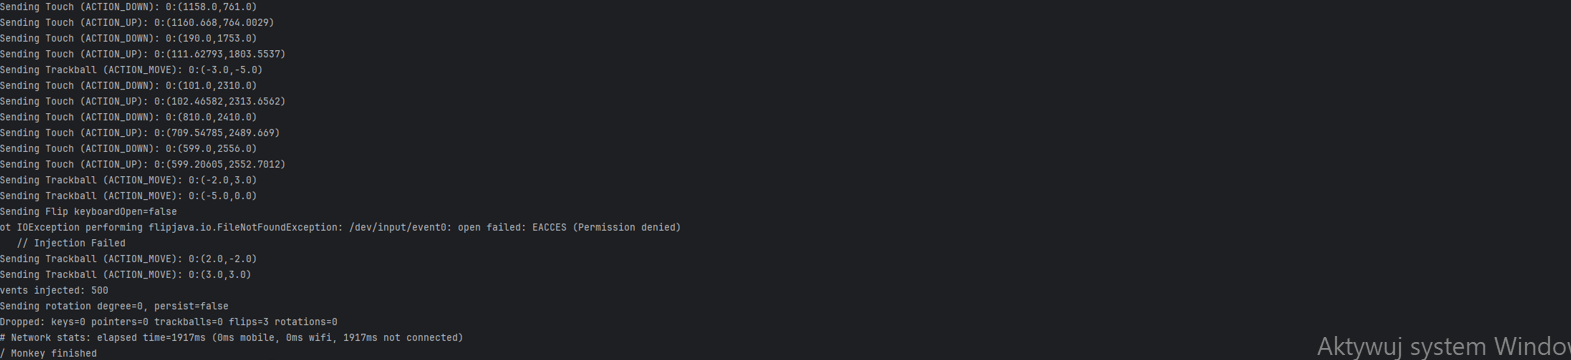 Sending Touch (ACTION_DOWN): 0:(1158.0,761.0)
Sending Touch (ACTION_UP): 0:(1160.668,764.0029)
Sending Touch (ACTION_DOWN): 0:(190.0,1753.0)
Sending Touch (ACTION_UP): 0:(111.62793,1803.5537)
Sending Trackball (ACTION_MOVE): 0:(-3.0,-5.0)
Sending Touch (ACTION_DOWN): 0:(101.0,2310.0)
Sending Touch (ACTION_UP): 0:(102.46582,2313.6562)
Sending Touch (ACTION_DOWN): 0:(810.0,2410.0)
Sending Touch (ACTION_UP): 0:(709.54785,2489.669)
Sending Touch (ACTION_DOWN): 0:(599.0,2556.0)
Sending Touch (ACTION_UP): 0:(599.20605,2552.7012)
Sending Trackball (ACTION_MOVE): 0:(-2.0,3.0)
Sending Trackball (ACTION_MOVE): 0:(-5.0,0.0)
Sending Flip keyboardOpen=false
ot IOException performing flipjava.io.FileNotFoundException: /dev/input/event0: open failed: EACCES (Permission denied)
// Injection Failed
Sending Trackball (ACTION_MOVE): 0:(2.0,-2.0)
Sending Trackball (ACTION_MOVE): 0:(3.0,3.0)
vents injected: 500
Sending rotation degree=0, persist=false
Dropped: keys=0 pointers=0 trackballs=0 flips=3 rotations=0
# Network stats: elapsed time=1917ms (0ms mobile, 0ms wifi, 1917ms not connected)
/ Monkey finished
Aktywuj system Window